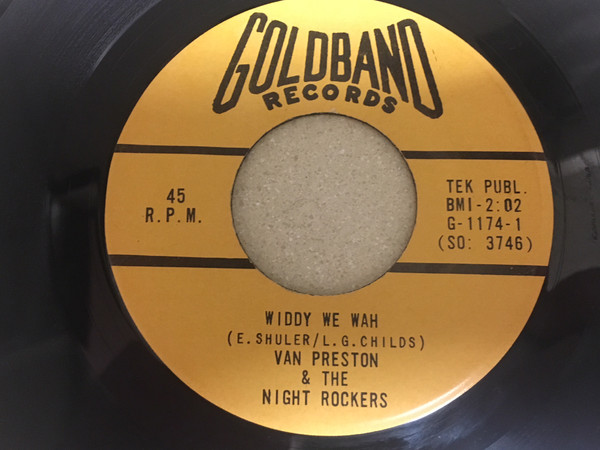 GOLDBAND
RECORDS
45
R.P.M.
TEK PUBL.
BMI-2:02
G-1174-1
(SO: 3746)
WIDDY WE WAH
(E.SHULER/L.G.CHILDS)
VAN PRESTON
& THE
NIGHT ROCKERS